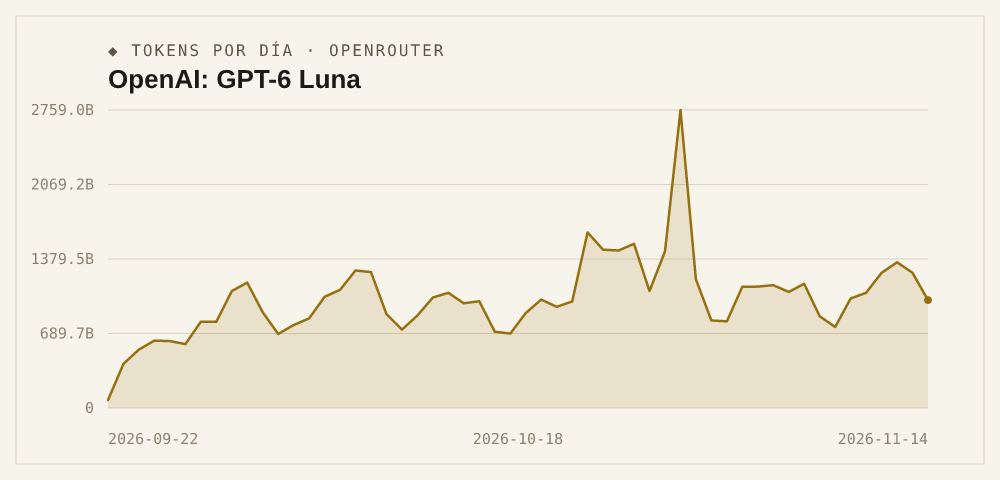 ◆ TOKENS POR DÍA · OPENROUTER
OpenAI: GPT-6 Luna
2759.0B
2069.2B
1379.5B
689.7B
0
2026-09-22 2026-10-18 2026-11-14